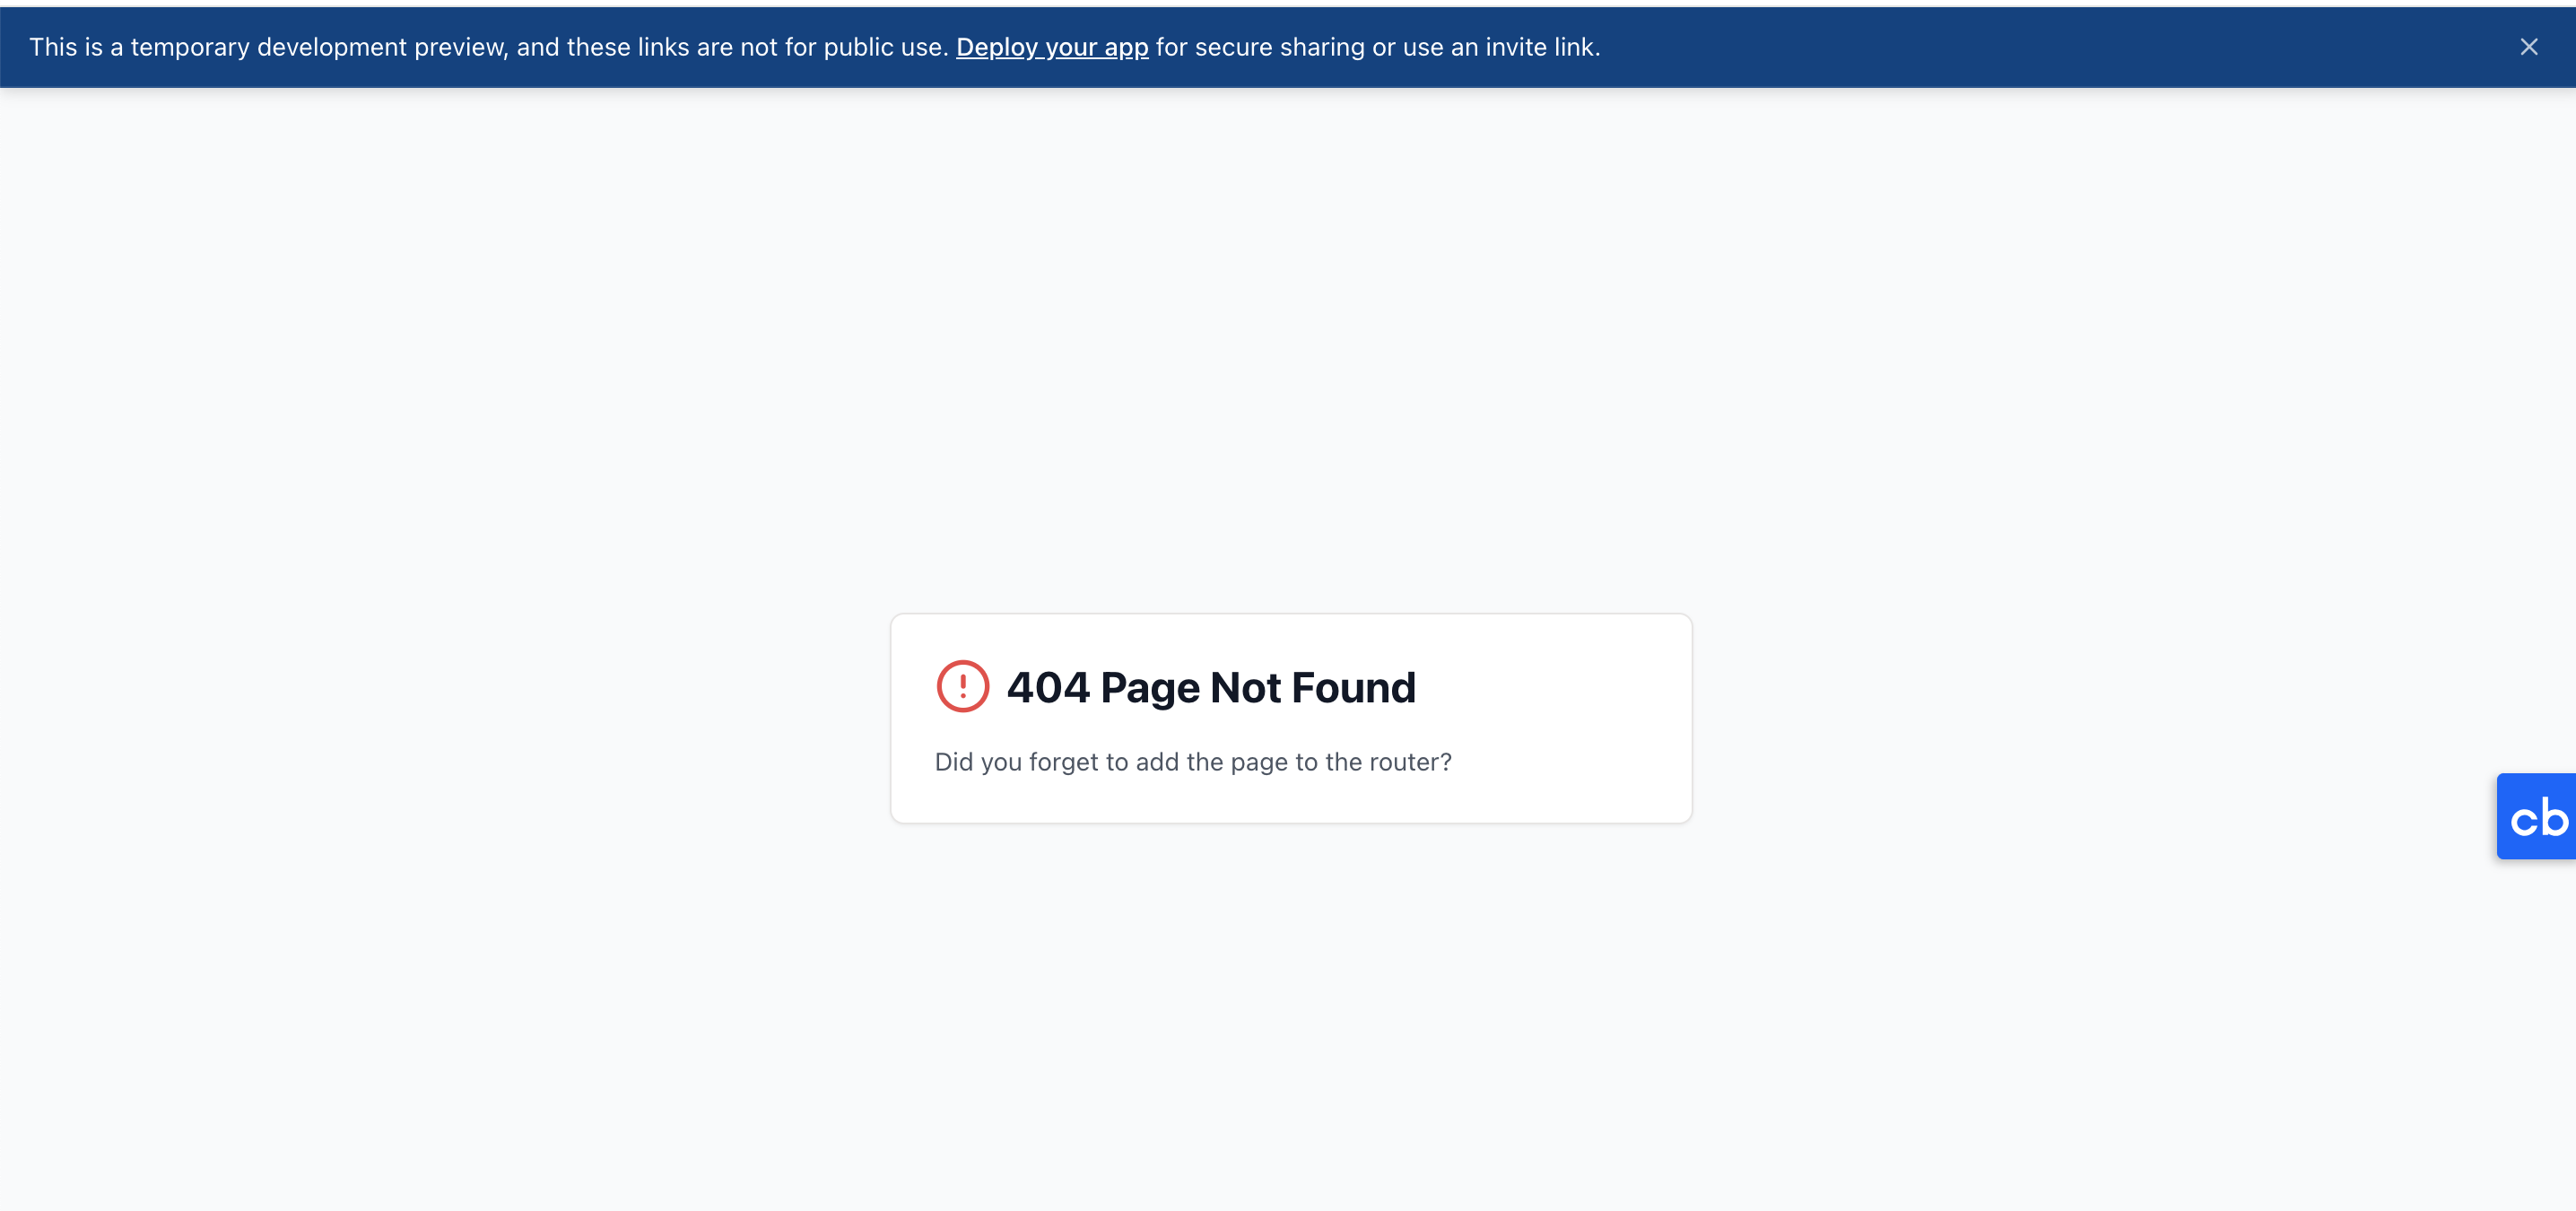 This is a temporary development preview, and these links are not for public use. Deploy your app for secure sharing or use an invite link.
404 Page Not Found
Did you forget to add the page to the router?
cb